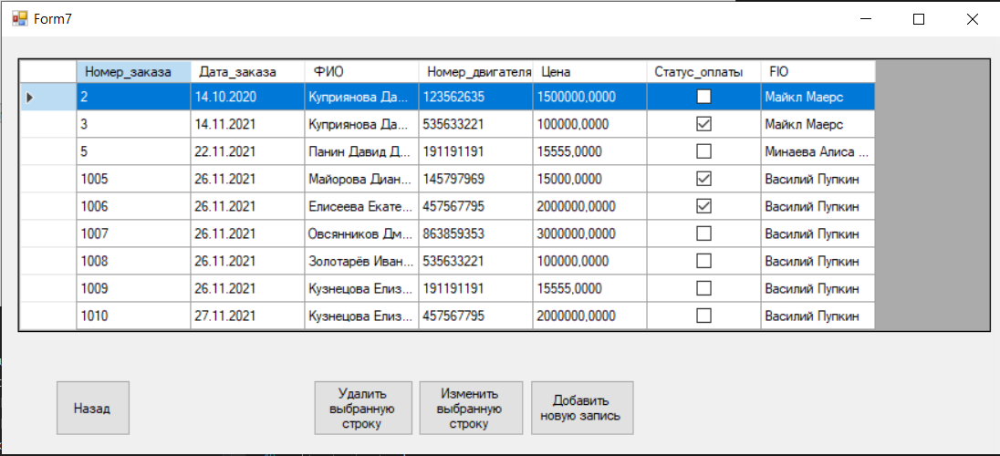 Form7
Номер_заказа Дата_заказа ФИО Номер_двигателя Цена Статус_оплаты FIO
2 14.10.2020 Куприянова Да... 123562635 1500000,0000 Майкл Маерс
3 14.11.2021 Куприянова Да... 535633221 100000,0000 Майкл Маерс
5 22.11.2021 Панин Давид Д... 191191191 15555,0000 Минаева Алиса ...
1005 26.11.2021 Майорова Диан... 145797969 15000,0000 Василий Пупкин
1006 26.11.2021 Елисеева Екате... 457567795 2000000,0000 Василий Пупкин
1007 26.11.2021 Овсянников Дм... 863859353 3000000,0000 Василий Пупкин
1008 26.11.2021 Золотарёв Иван... 535633221 100000,0000 Василий Пупкин
1009 26.11.2021 Кузнецова Елиз... 191191191 15555,0000 Василий Пупкин
1010 27.11.2021 Кузнецова Елиз... 457567795 2000000,0000 Василий Пупкин
Назад
Удалить
выбранную
строку
Изменить
выбранную
строку
Добавить
новую запись